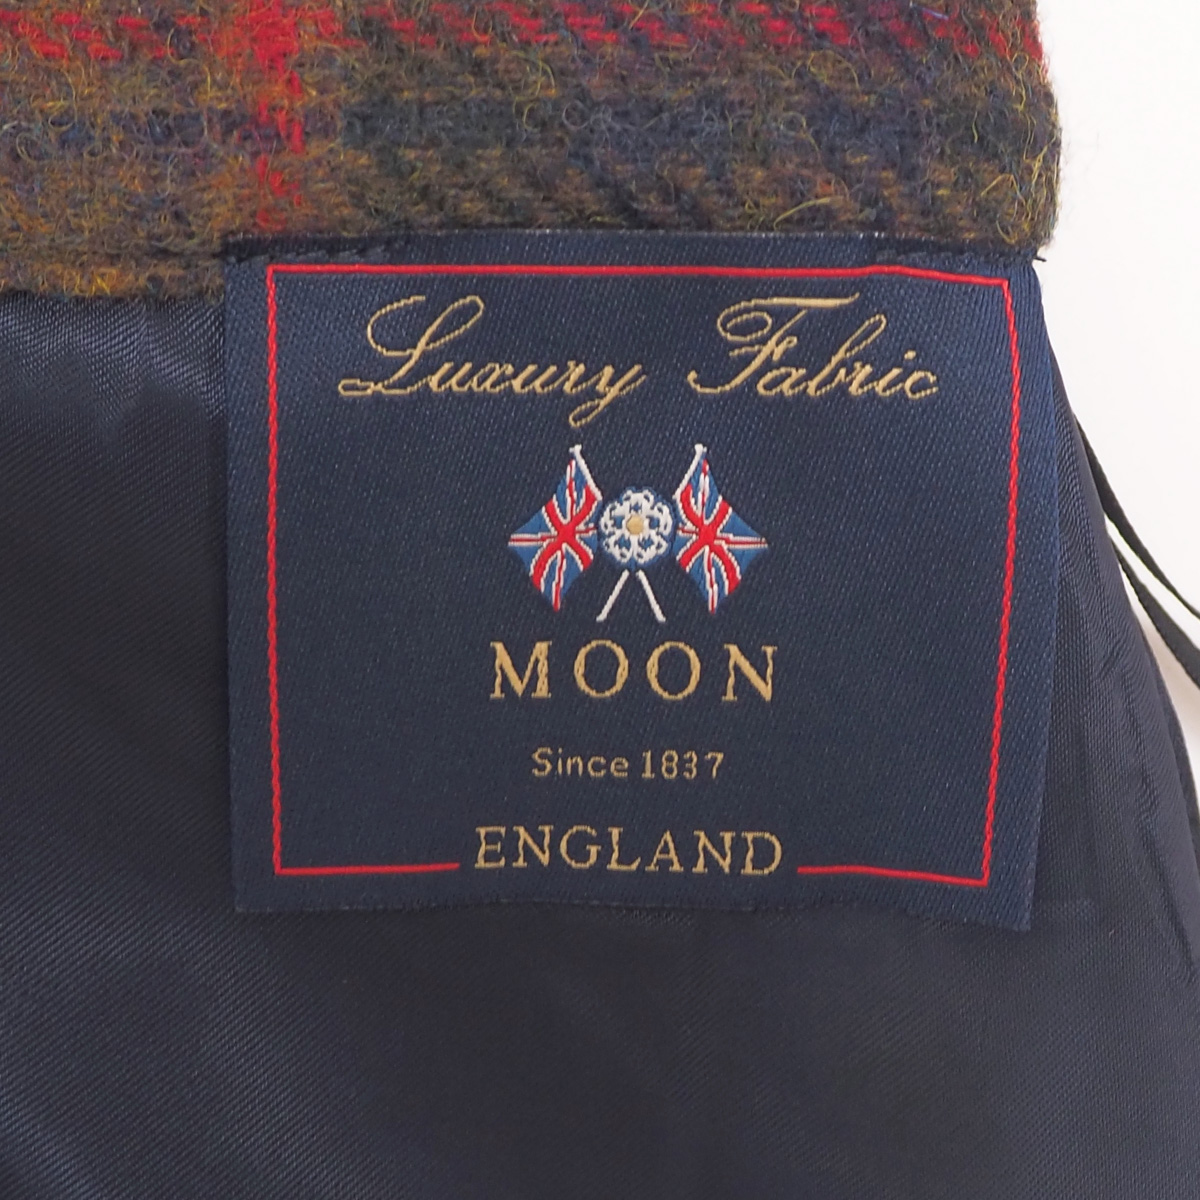 Luxury Fabric
MOON
Since 1837
ENGLAND